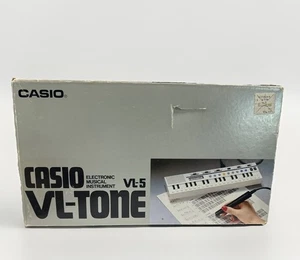 CASIO
CASIO
ELECTRONIC
MUSICAL
INSTRUMENT
VL-5
VL-TONE